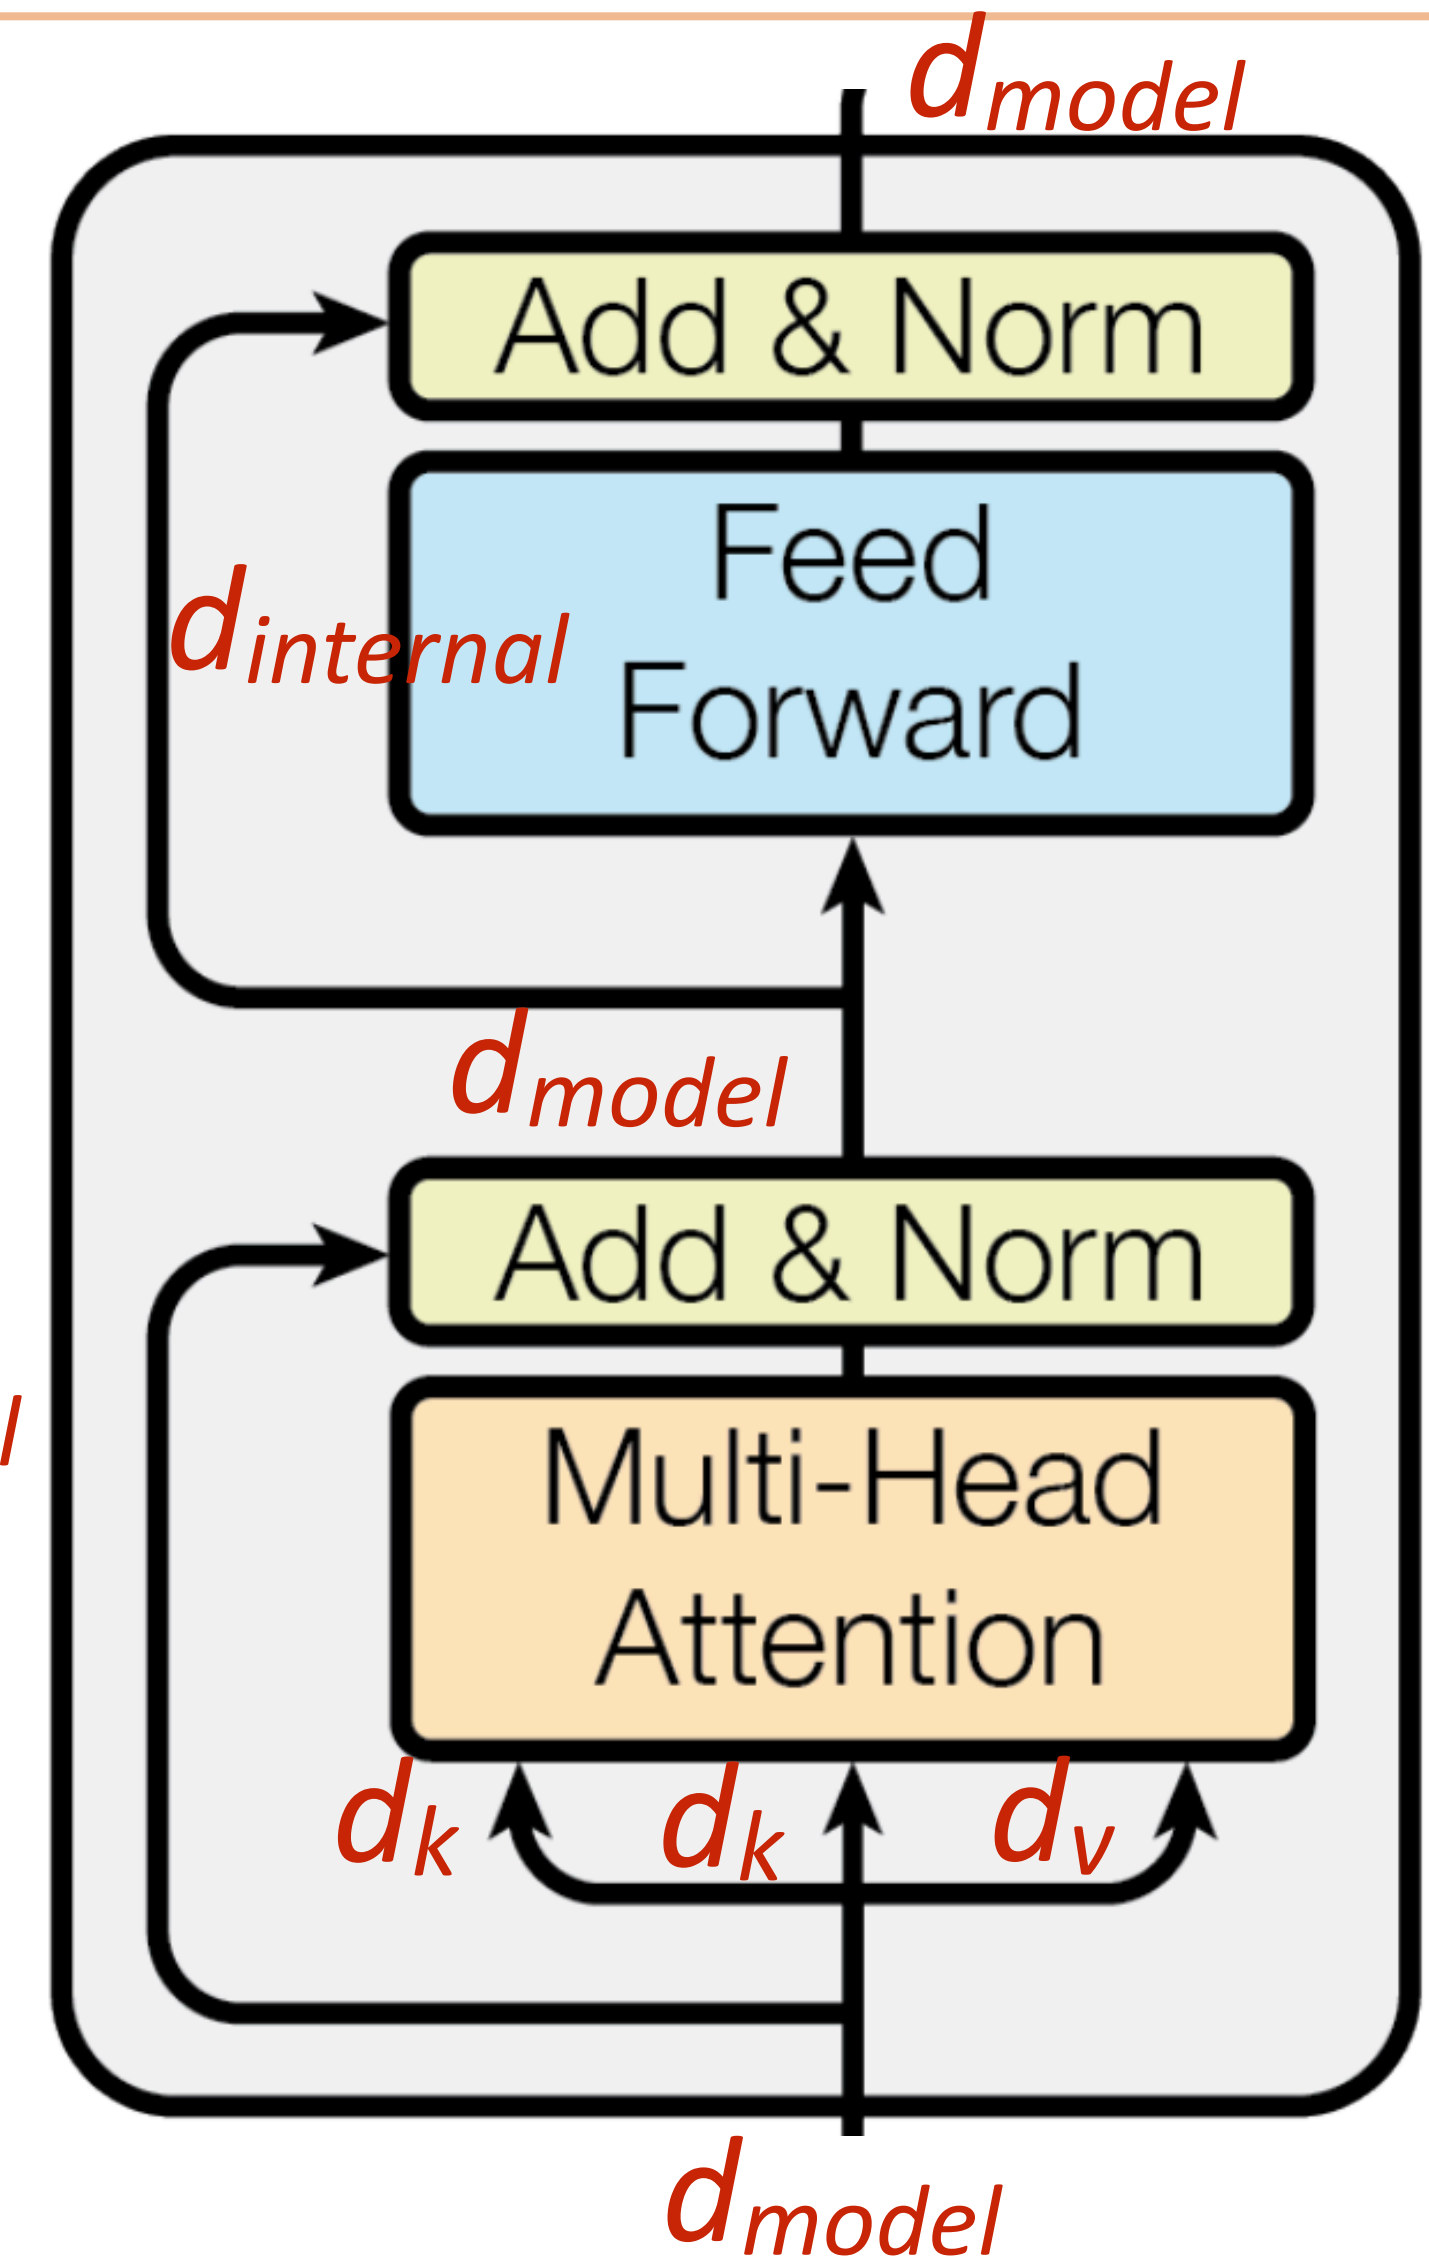 d_model
Add & Norm
Feed
d_internal
Forward
d_model
Add & Norm
l
Multi-Head
Attention
d_k d_k d_v
d_model